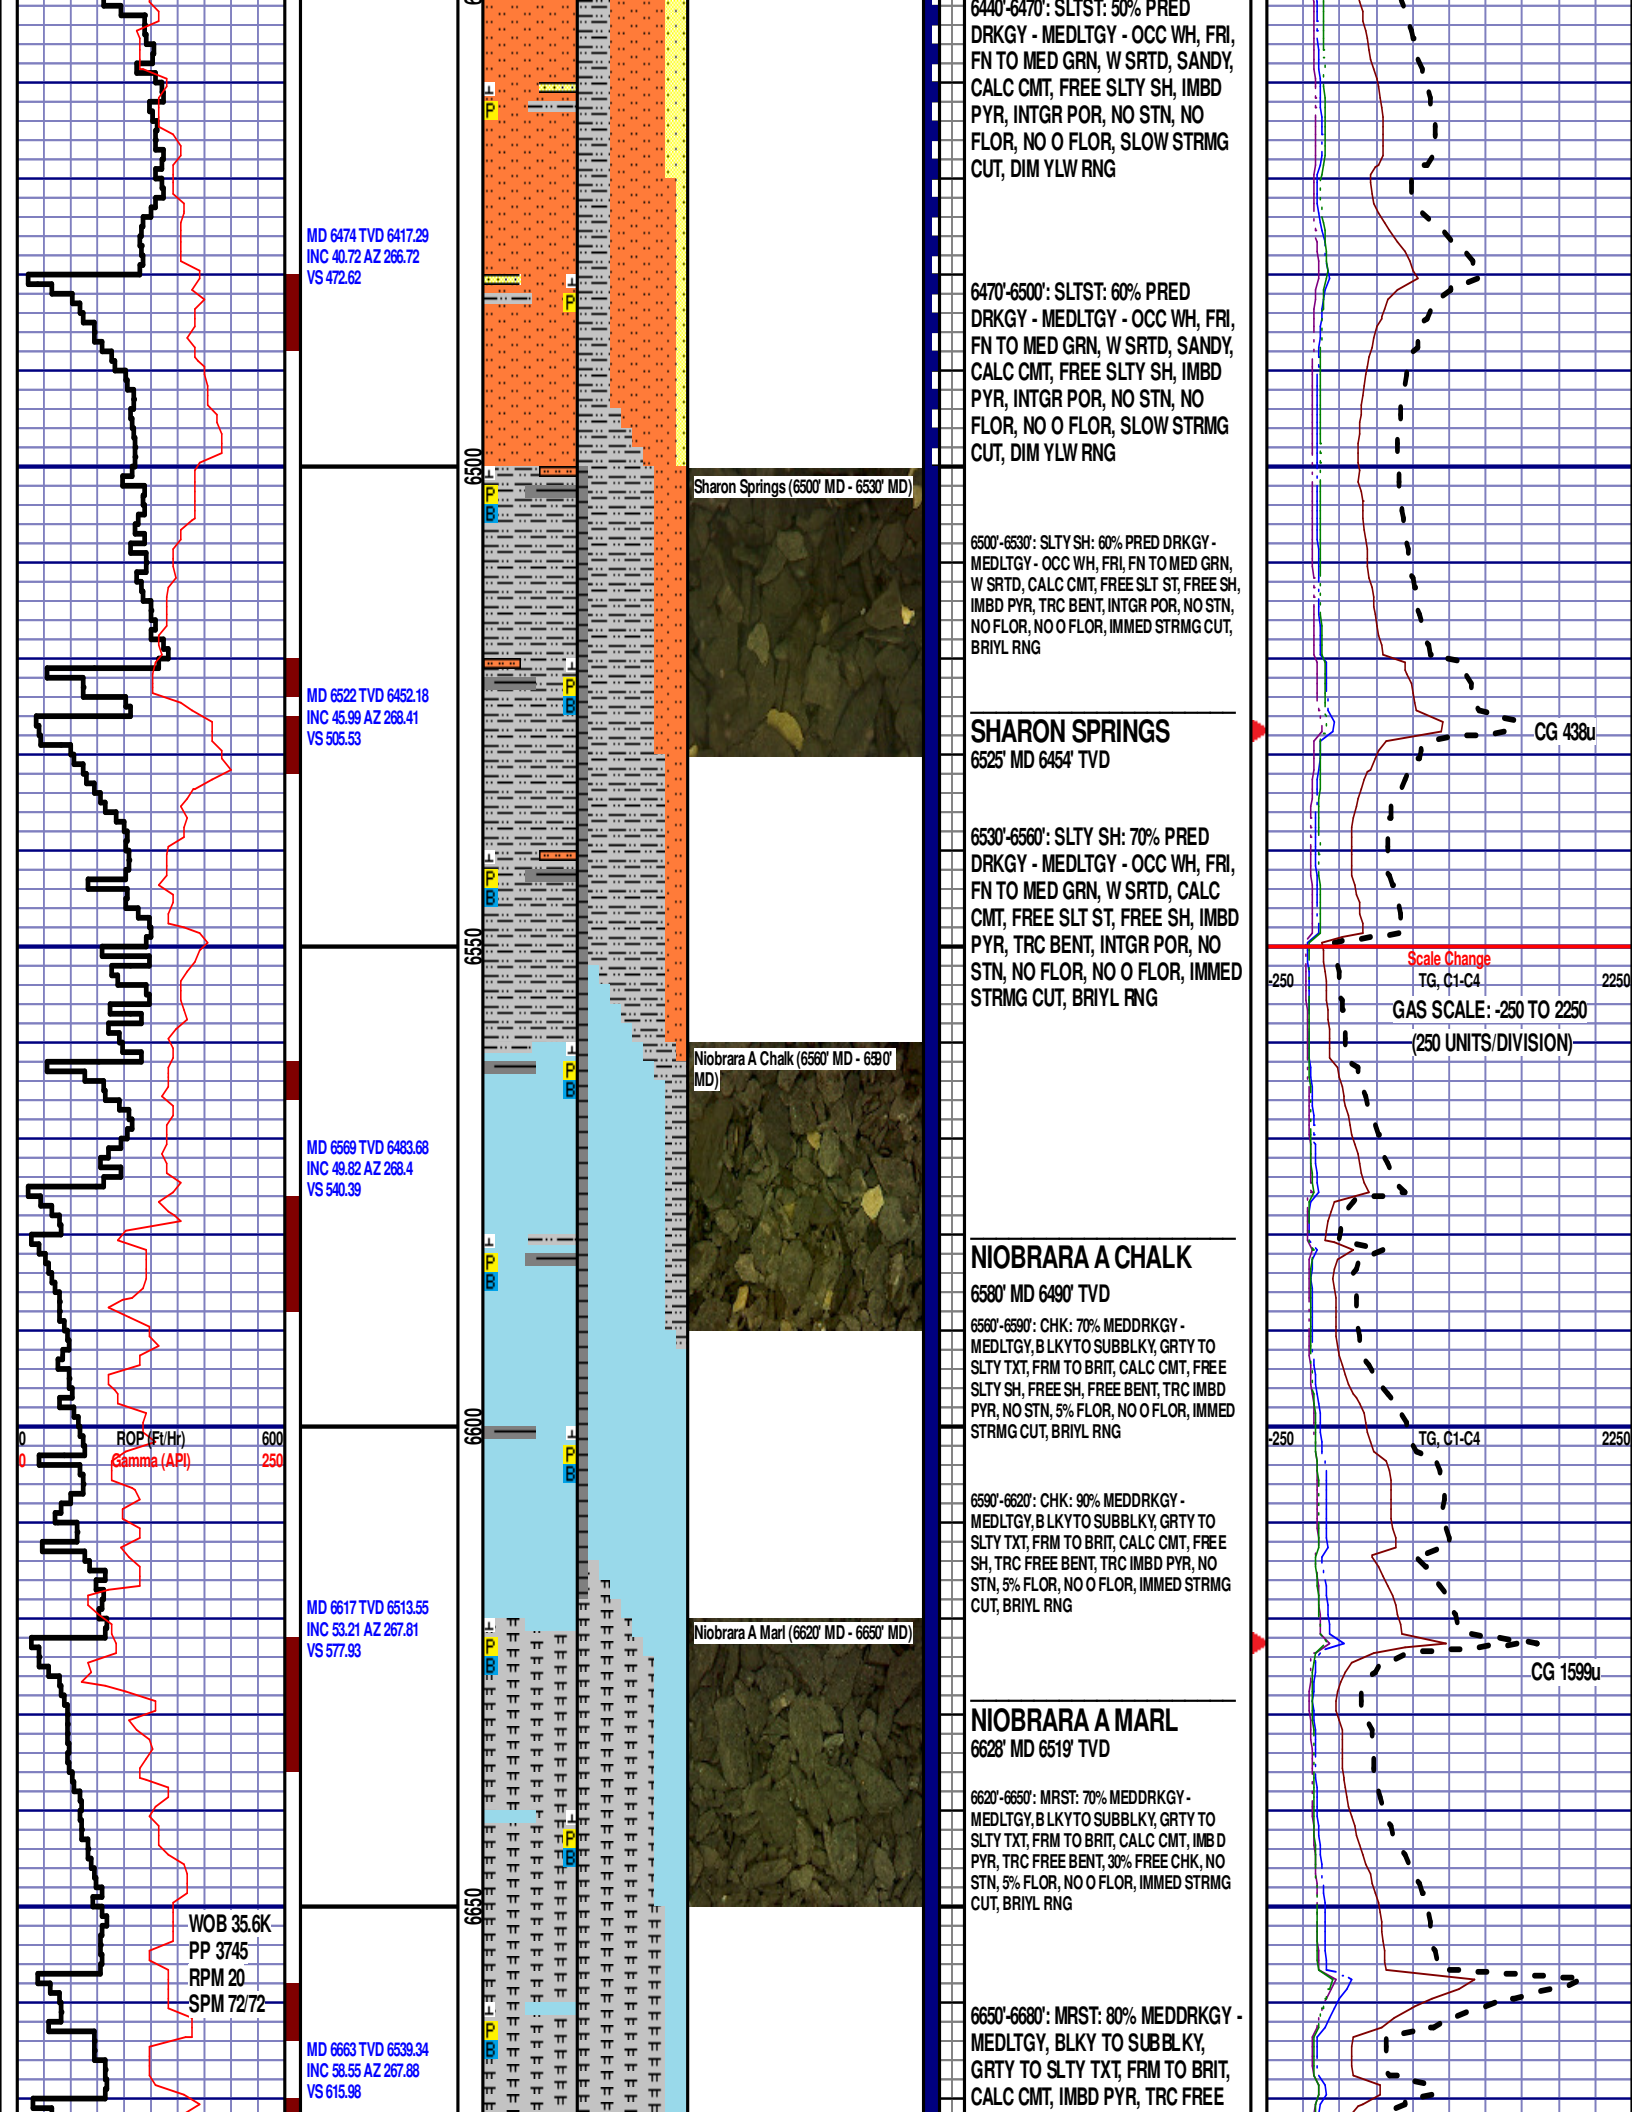 6440'-6470': SLTST: 50% PRED
DRKGY - MEDLTGY - OCC WH, FRI,
FN TO MED GRN, W SRTD, SANDY,
CALC CMT, FREE SLTY SH, IMBD
PYR, INTGR POR, NO STN, NO
FLOR, NO O FLOR, SLOW STRMG
CUT, DIM YLW RNG
P
MD 6474 TVD 6417.29
INC 40.72 AZ 266.72
VS 472.62
P
6470'-6500': SLTST: 60% PRED
DRKGY - MEDLTGY - OCC WH, FRI,
FN TO MED GRN, W SRTD, SANDY,
CALC CMT, FREE SLTY SH, IMBD
PYR, INTGR POR, NO STN, NO
FLOR, NO O FLOR, SLOW STRMG
CUT, DIM YLW RNG
6500
P
B
Sharon Springs (6500' MD - 6530' MD)
6500'-6530': SLTY SH: 60% PRED DRKGY -
MEDLTGY - OCC WH, FRI, FN TO MED GRN,
W SRTD, CALC CMT, FREE SLT ST, FREE SH,
IMBD PYR, TRC BENT, INTGR POR, NO STN,
NO FLOR, NO O FLOR, IMMED STRMG CUT,
BRIYL RNG
MD 6522 TVD 6452.18
INC 45.99 AZ 268.41
VS 505.53
P
B
SHARON SPRINGS
6525' MD 6454' TVD
CG 438u
6530'-6560': SLTY SH: 70% PRED
DRKGY - MEDLTGY - OCC WH, FRI,
FN TO MED GRN, W SRTD, CALC
CMT, FREE SLT ST, FREE SH, IMBD
PYR, TRC BENT, INTGR POR, NO
STN, NO FLOR, NO O FLOR, IMMED
STRMG CUT, BRIYL RNG
P
B
6550
Scale Change
-250 TG, C1-C4 2250
GAS SCALE: -250 TO 2250
(250 UNITS/DIVISION)
P
B
Niobrara A Chalk (6560' MD - 6590'
MD)
MD 6569 TVD 6483.68
INC 49.82 AZ 268.4
VS 540.39
P
B
NIOBRARA A CHALK
6580' MD 6490' TVD
6560'-6590': CHK: 70% MEDDRKGY -
MEDLTGY, BLKY TO SUBBLKY, GRTY TO
SLTY TXT, FRM TO BRIT, CALC CMT, FREE
SLTY SH, FREE SH, FREE BENT, TRC IMBD
PYR, NO STN, 5% FLOR, NO O FLOR, IMMED
STRMG CUT, BRIYL RNG
6600
0 ROP (Ft/Hr) 600
0 Gamma (API) 250
P
B
-250 TG, C1-C4 2250
6590'-6620': CHK: 90% MEDDRKGY -
MEDLTGY, BLKY TO SUBBLKY, GRTY TO
SLTY TXT, FRM TO BRIT, CALC CMT, FREE
SH, TRC FREE BENT, TRC IMBD PYR, NO
STN, 5% FLOR, NO O FLOR, IMMED STRMG
CUT, BRIYL RNG
MD 6617 TVD 6513.55
INC 53.21 AZ 267.81
VS 577.93
P
B
Niobrara A Marl (6620' MD - 6650' MD)
CG 1599u
NIOBRARA A MARL
6628' MD 6519' TVD
6620'-6650': MRST: 70% MEDDRKGY -
MEDLTGY, BLKY TO SUBBLKY, GRTY TO
SLTY TXT, FRM TO BRIT, CALC CMT, IMBD
PYR, TRC FREE BENT, 30% FREE CHK, NO
STN, 5% FLOR, NO O FLOR, IMMED STRMG
CUT, BRIYL RNG
P
B
6650
WOB 35.6K
PP 3745
RPM 20
SPM 72/72
P
B
MD 6663 TVD 6539.34
INC 58.55 AZ 267.88
VS 615.98
6650'-6680': MRST: 80% MEDDRKGY -
MEDLTGY, BLKY TO SUBBLKY,
GRTY TO SLTY TXT, FRM TO BRIT,
CALC CMT, IMBD PYR, TRC FREE